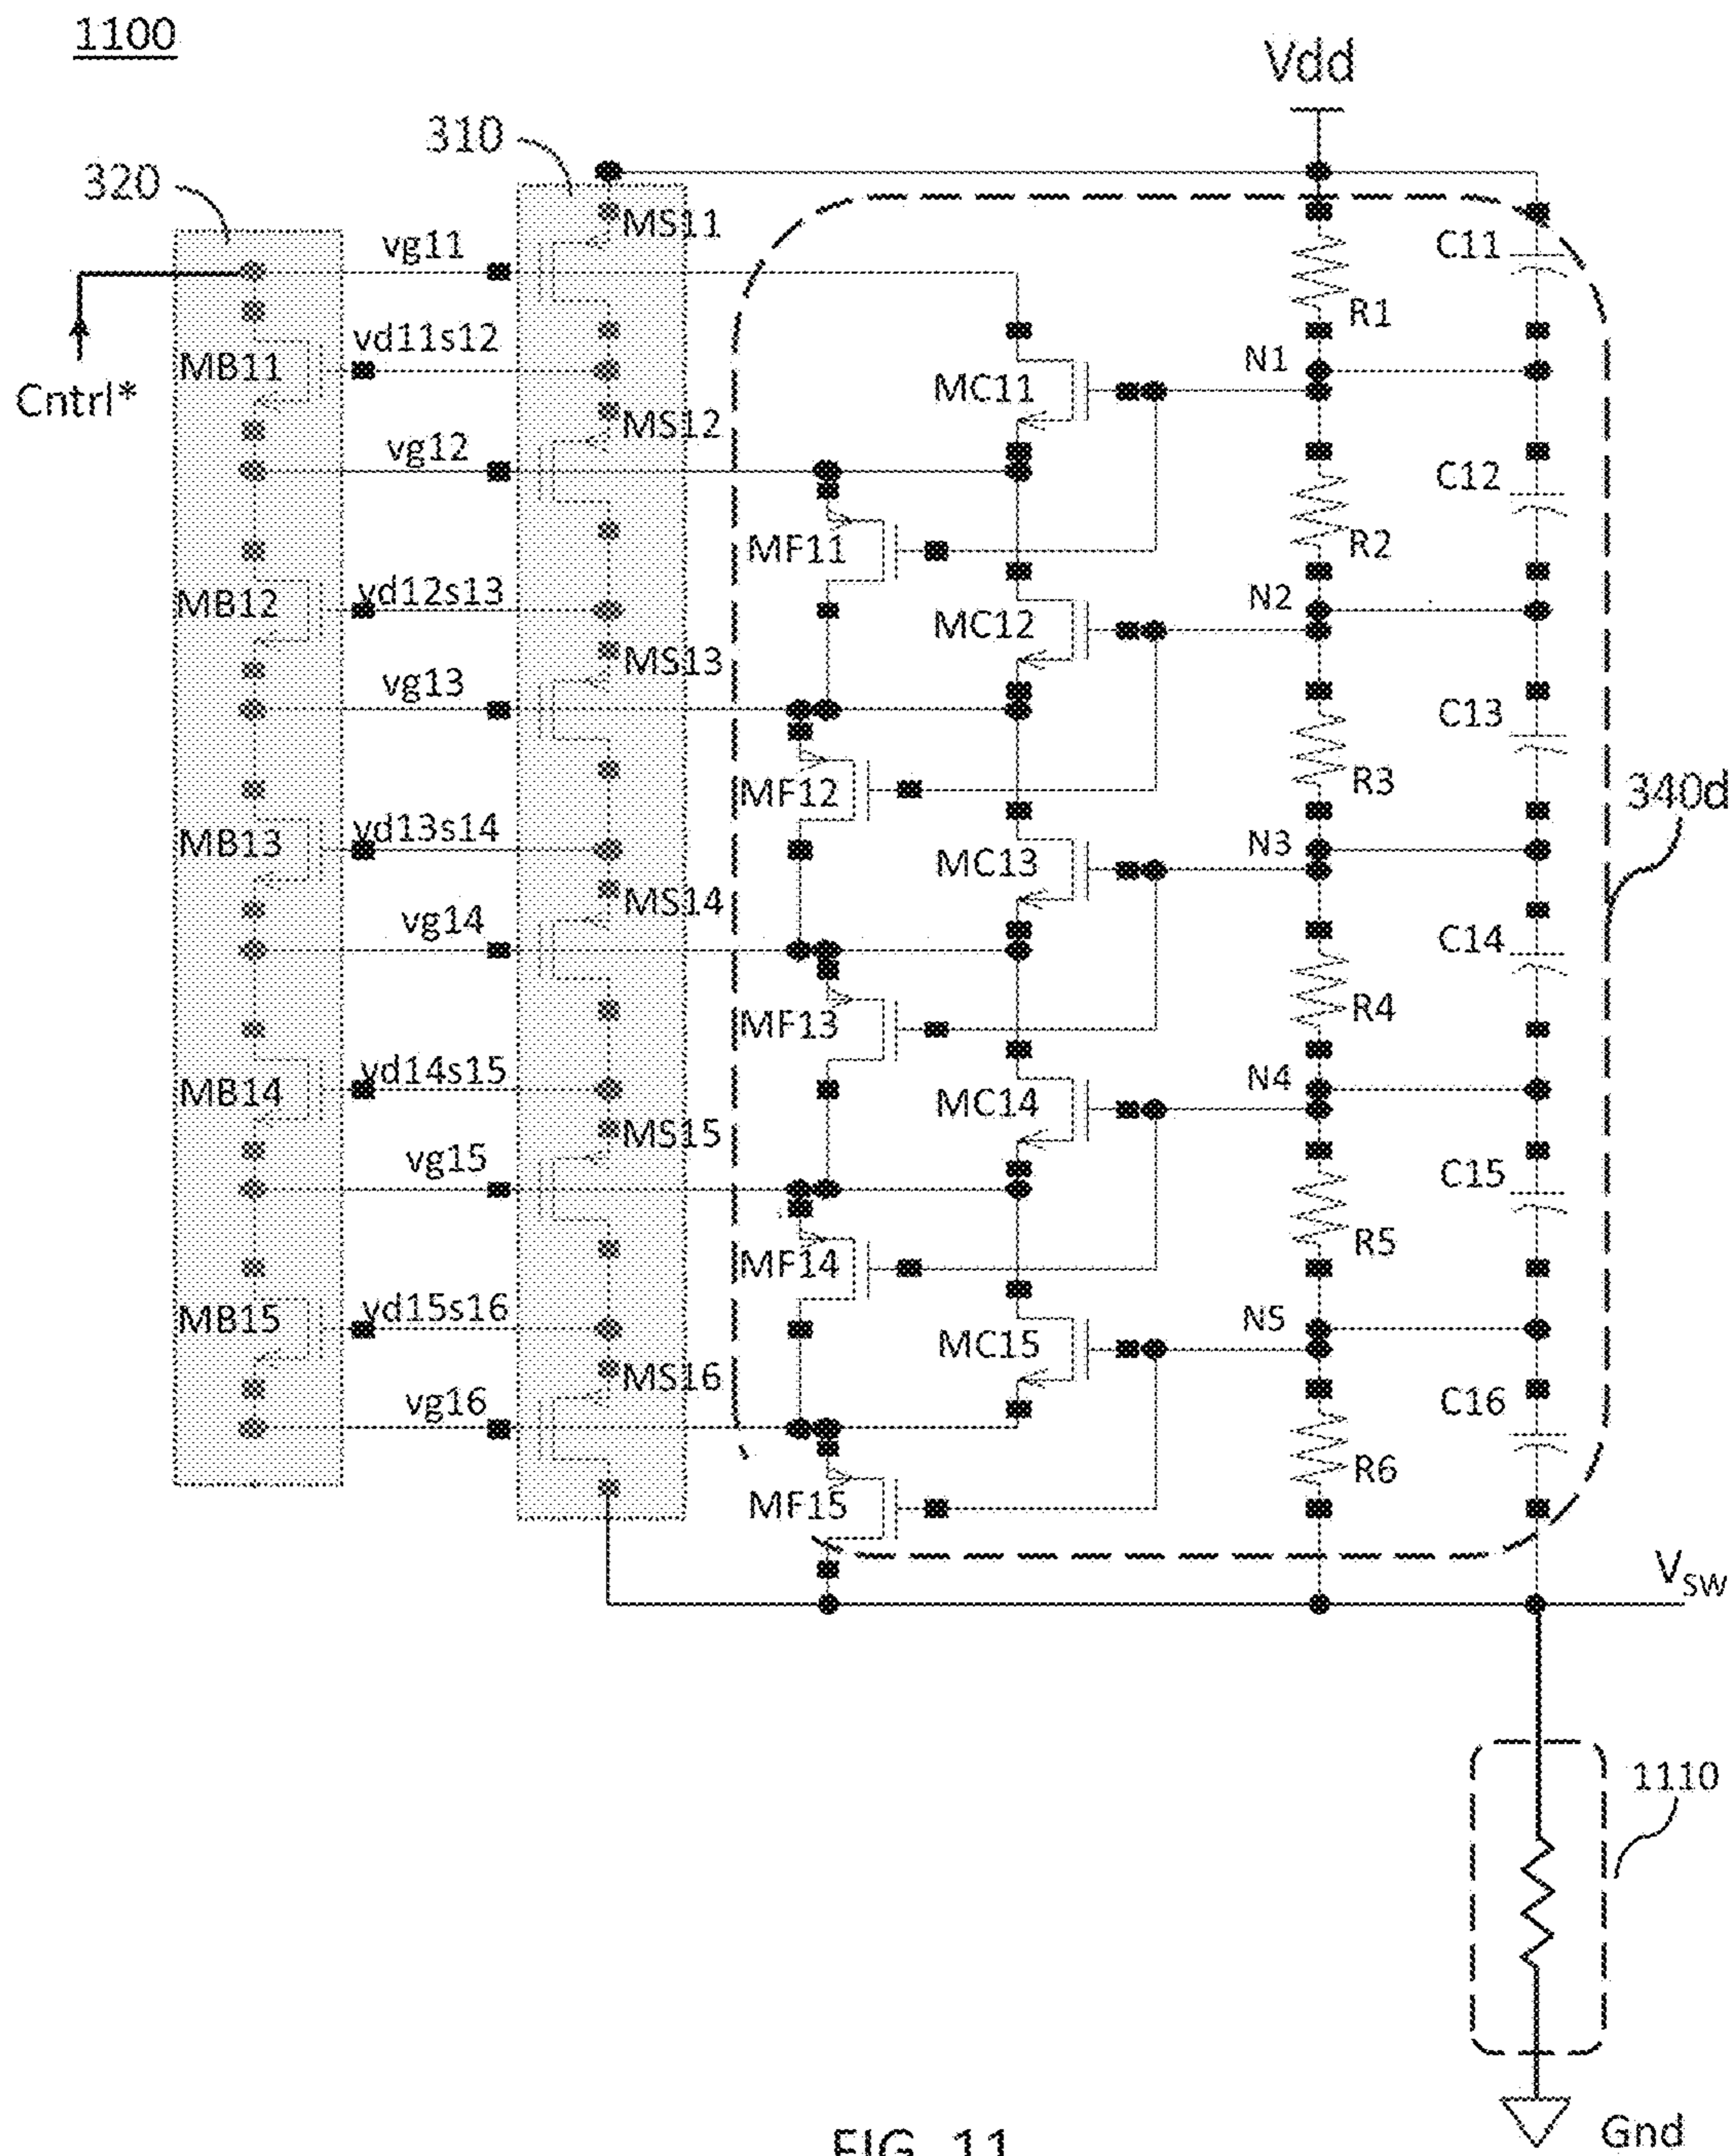 1100
Vdd
310
320
MS11
vg11
C11
R1
vd11s12
MB11
N1
MC11
Cntrl*
MS12
vg12
C12
MF11
R2
MB12
vd12s13
N2
MC12
MS13
vg13
C13
MF12
R3
340d
MB13
vd13s14
N3
MC13
MS14
vg14
C14
MF13
R4
MB14
vd14s15
N4
MC14
MS15
vg15
C15
MF14
R5
MB15
vd15s16
N5
MC15
MS16
vg16
C16
MF15
R6
VSW
1110
Gnd
FIG. 11